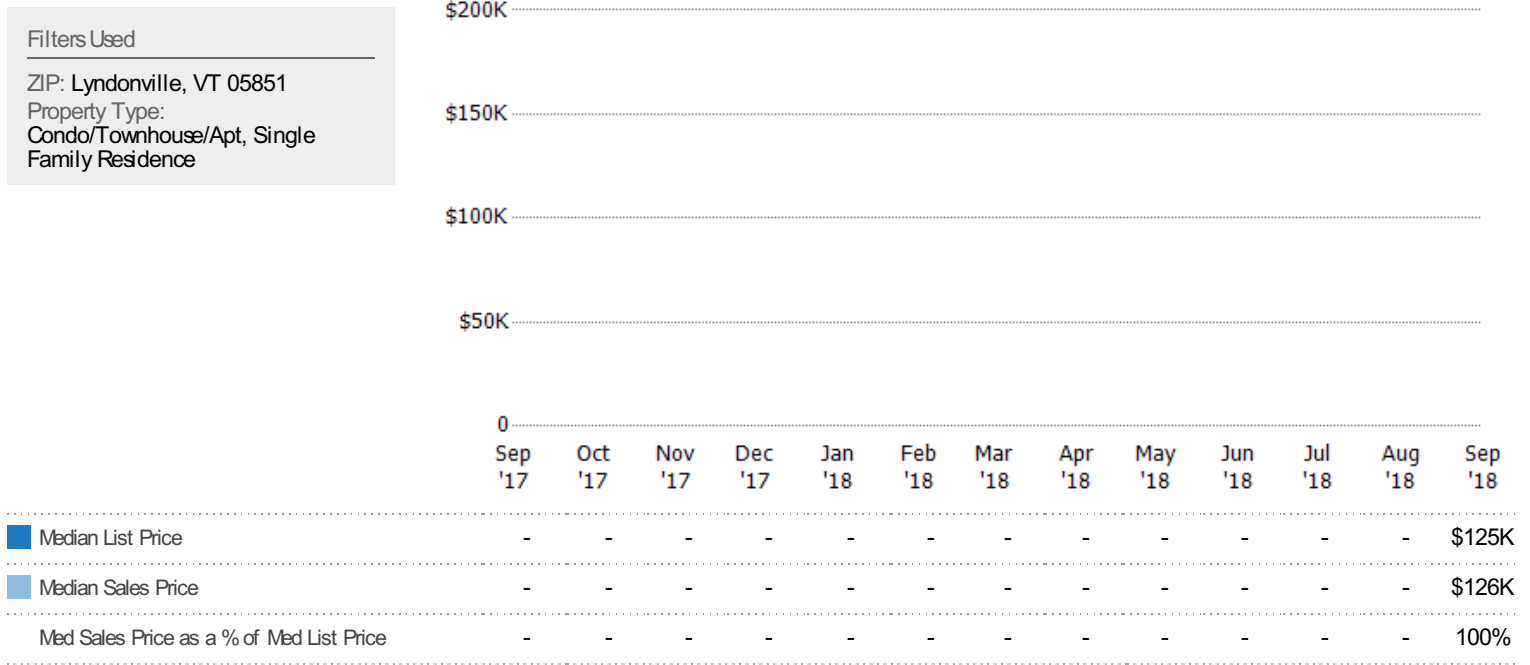 Filters Used
ZIP: Lyndonville, VT 05851
Property Type:
Condo/Townhouse/Apt, Single
Family Residence
$200K
$150K
$100K
$50K
0
Sep Oct Nov Dec Jan Feb Mar Apr May Jun Jul Aug Sep
'17 '17 '17 '17 '18 '18 '18 '18 '18 '18 '18 '18 '18
Median List Price - - - - - - - - - - - - $125K
Median Sales Price - - - - - - - - - - - - $126K
Med Sales Price as a % of Med List Price - - - - - - - - - - - - 100%